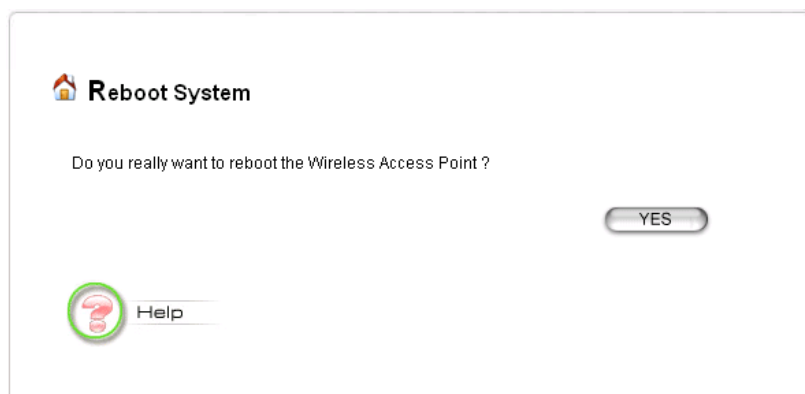 Reboot System
Do you really want to reboot the Wireless Access Point ?
YES
Help